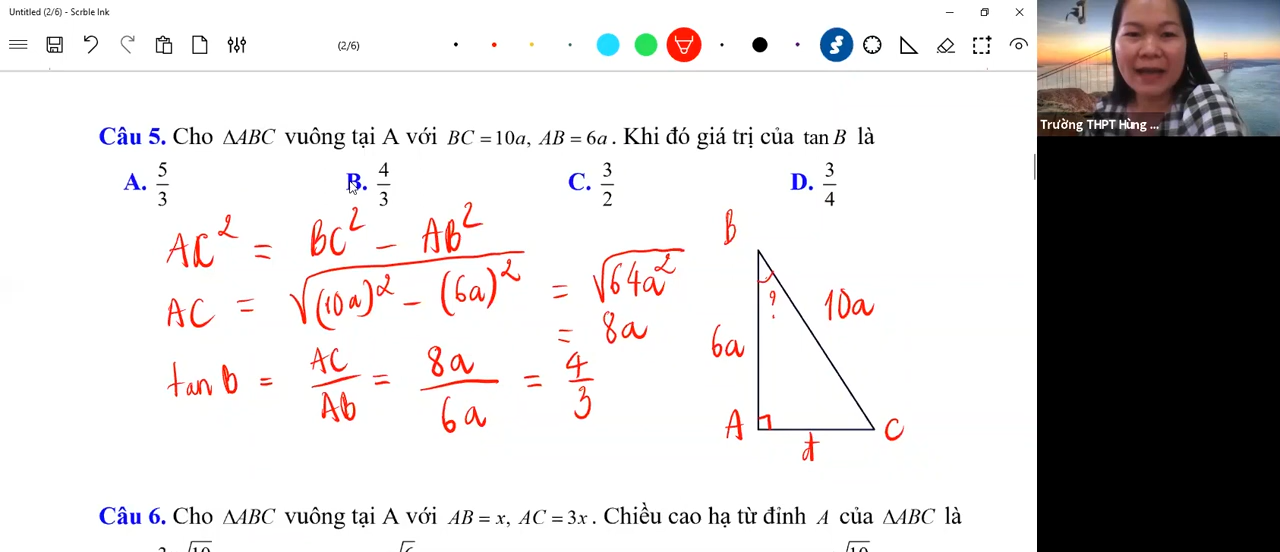 Untitled (2/6) - Scrble Ink
(2/6)
Trường THPT Hùng ...
Câu 5. Cho ΔABC vuông tại A với BC = 10a, AB = 6a. Khi đó giá trị của tan B là
A. 5/3 B. 4/3 C. 3/2 D. 3/4
AC² = BC² - AB²
AC = √(10a)² - (6a)² = √64a²
= 8a
tan B = AC/AB = 8a/6a = 4/3
B
?
10a
6a
A
C
Câu 6. Cho ΔABC vuông tại A với AB = x, AC = 3x. Chiều cao hạ từ đỉnh A của ΔABC là